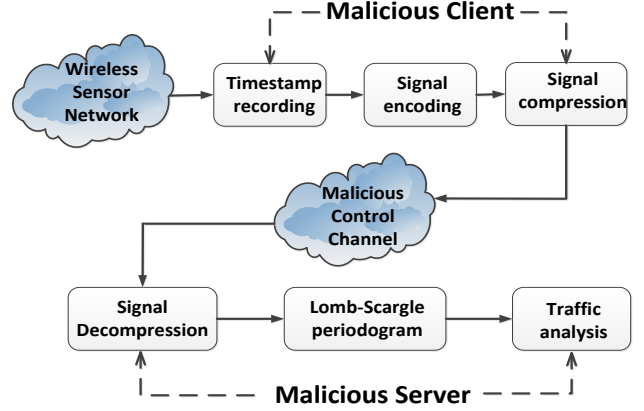 Malicious Client
Wireless
Sensor
Network
Timestamp
recording
Signal
encoding
Signal
compression
Malicious
Control
Channel
Signal
Decompression
Lomb-Scargle
periodogram
Traffic
analysis
Malicious Server